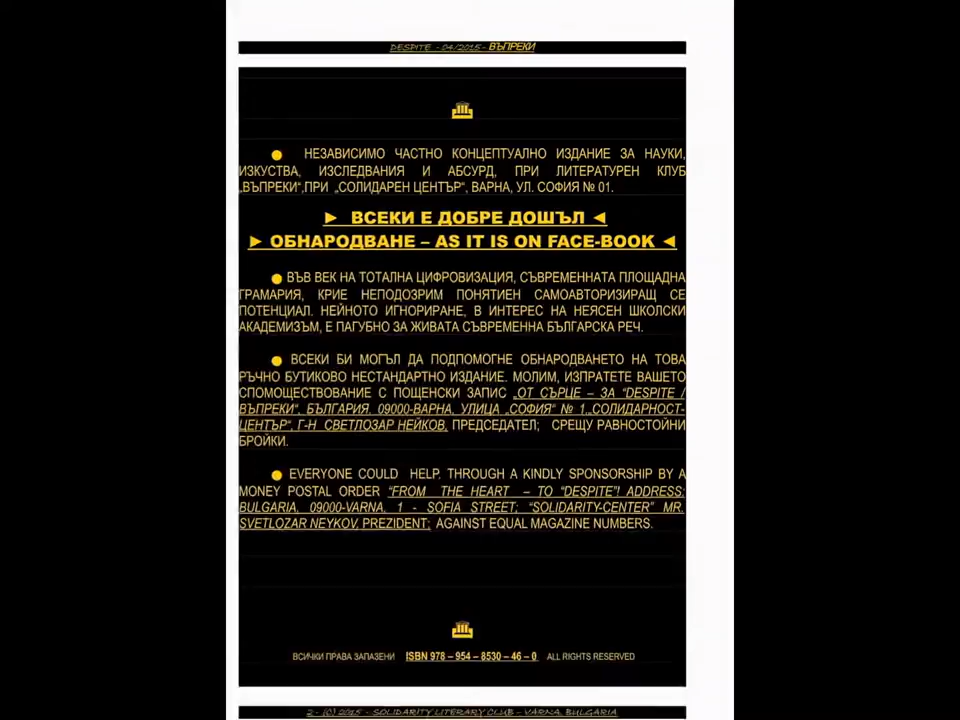 DESPITE - 04/2015- ВЪПРЕКИ
● НЕЗАВИСИМО ЧАСТНО КОНЦЕПТУАЛНО ИЗДАНИЕ ЗА НАУКИ,
ИЗКУСТВА, ИЗСЛЕДВАНИЯ И АБСУРД, ПРИ ЛИТЕРАТУРЕН КЛУБ
„ВЪПРЕКИ“,ПРИ „СОЛИДАРЕН ЦЕНТЪР“, ВАРНА, УЛ. СОФИЯ № 01.
► ВСЕКИ Е ДОБРЕ ДОШЪЛ ◄
► ОБНАРОДВАНЕ – AS IT IS ON FACE-BOOK ◄
● ВЪВ ВЕК НА ТОТАЛНА ЦИФРОВИЗАЦИЯ, СЪВРЕМЕННАТА ПЛОЩАДНА
ГРАМАРИЯ, КРИЕ НЕПОДОЗРИМ ПОНЯТИЕН САМОАВТОРИЗИРАЩ СЕ
ПОТЕНЦИАЛ. НЕЙНОТО ИГНОРИРАНЕ, В ИНТЕРЕС НА НЕЯСЕН ШКОЛСКИ
АКАДЕМИЗЪМ, Е ПАГУБНО ЗА ЖИВАТА СЪВРЕМЕННА БЪЛГАРСКА РЕЧ.
● ВСЕКИ БИ МОГЪЛ ДА ПОДПОМОГНЕ ОБНАРОДВАНЕТО НА ТОВА
РЪЧНО БУТИКОВО НЕСТАНДАРТНО ИЗДАНИЕ. МОЛИМ, ИЗПРАТЕТЕ ВАШЕТО
СПОМОЩЕСТВОВАНИЕ С ПОЩЕНСКИ ЗАПИС „ОТ СЪРЦЕ – ЗА “DESPITE /
ВЪПРЕКИ“, БЪЛГАРИЯ, 09000-ВАРНА, УЛИЦА „СОФИЯ“ № 1,„СОЛИДАРНОСТ-
ЦЕНТЪР“, Г-Н СВЕТЛОЗАР НЕЙКОВ, ПРЕДСЕДАТЕЛ; СРЕЩУ РАВНОСТОЙНИ
БРОЙКИ.
● EVERYONE COULD HELP. THROUGH A KINDLY SPONSORSHIP BY A
MONEY POSTAL ORDER “FROM THE HEART – TO “DESPITE”! ADDRESS:
BULGARIA, 09000-VARNA, 1 - SOFIA STREET; “SOLIDARITY-CENTER” MR.
SVETLOZAR NEYKOV, PREZIDENT; AGAINST EQUAL MAGAZINE NUMBERS.
ВСИЧКИ ПРАВА ЗАПАЗЕНИ ISBN 978 – 954 – 8530 – 46 – 0 ALL RIGHTS RESERVED
2 - (C) 2015 - SOLIDARITY LITERARY CLUB – VARNA, BULGARIA